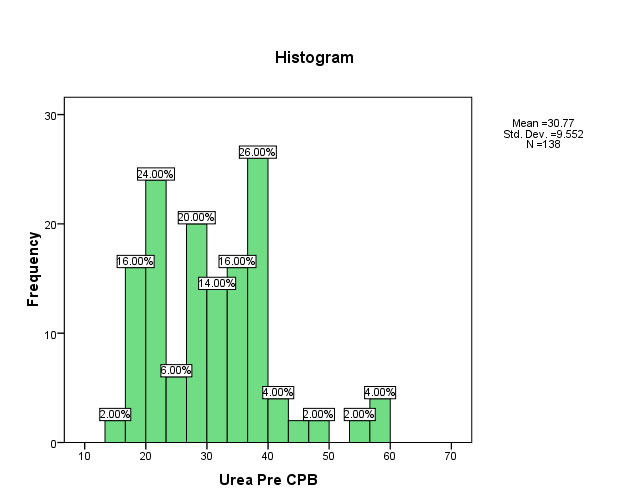 Histogram
Mean =30.77
Std. Dev. =9.552
N =138
30
20
10
0
Frequency
2.00%
16.00%
24.00%
6.00%
20.00%
14.00%
16.00%
26.00%
4.00%
2.00%
2.00%
4.00%
10 20 30 40 50 60 70
Urea Pre CPB